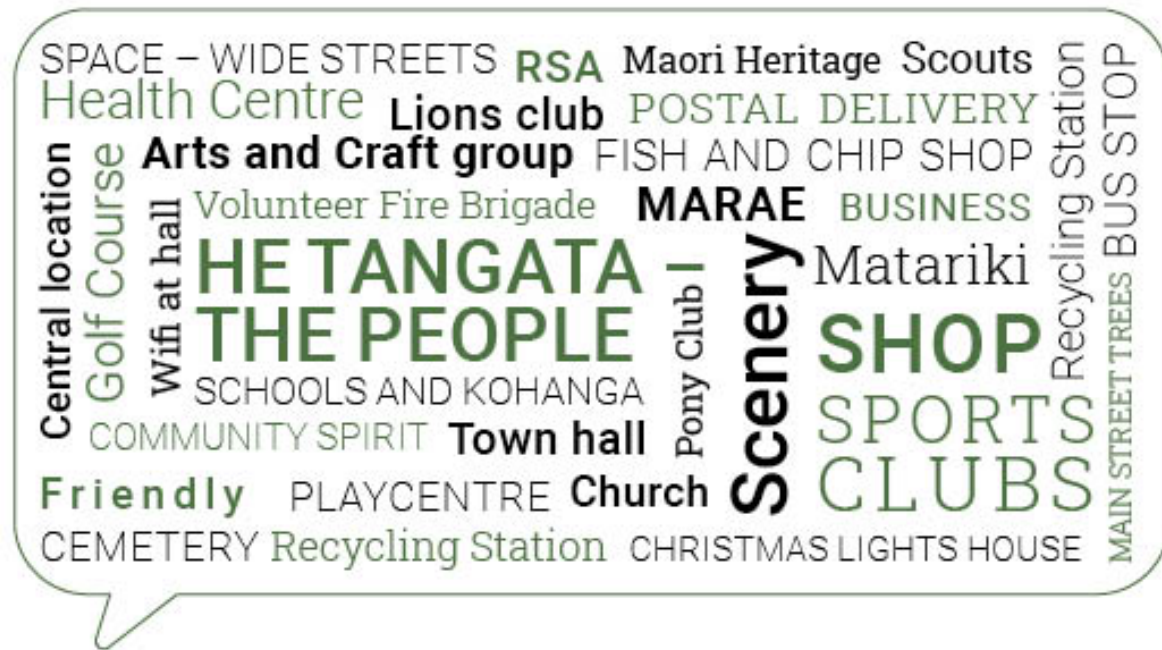 SPACE – WIDE STREETS
RSA
Maori Heritage
Scouts
Health Centre
Lions club
POSTAL DELIVERY
Arts and Craft group
FISH AND CHIP SHOP
Recycling Station
BUS STOP
Central location
Golf Course
Wifi at hall
Volunteer Fire Brigade
MARAE
BUSINESS
HE TANGATA –
THE PEOPLE
Pony Club l
Scenery
Matariki
SHOP
SCHOOLS AND KOHANGA
SPORTS
CLUBS
MAIN STREET TREES
COMMUNITY SPIRIT
Town hall
Friendly
PLAYCENTRE
Church
CEMETERY
Recycling Station
CHRISTMAS LIGHTS HOUSE